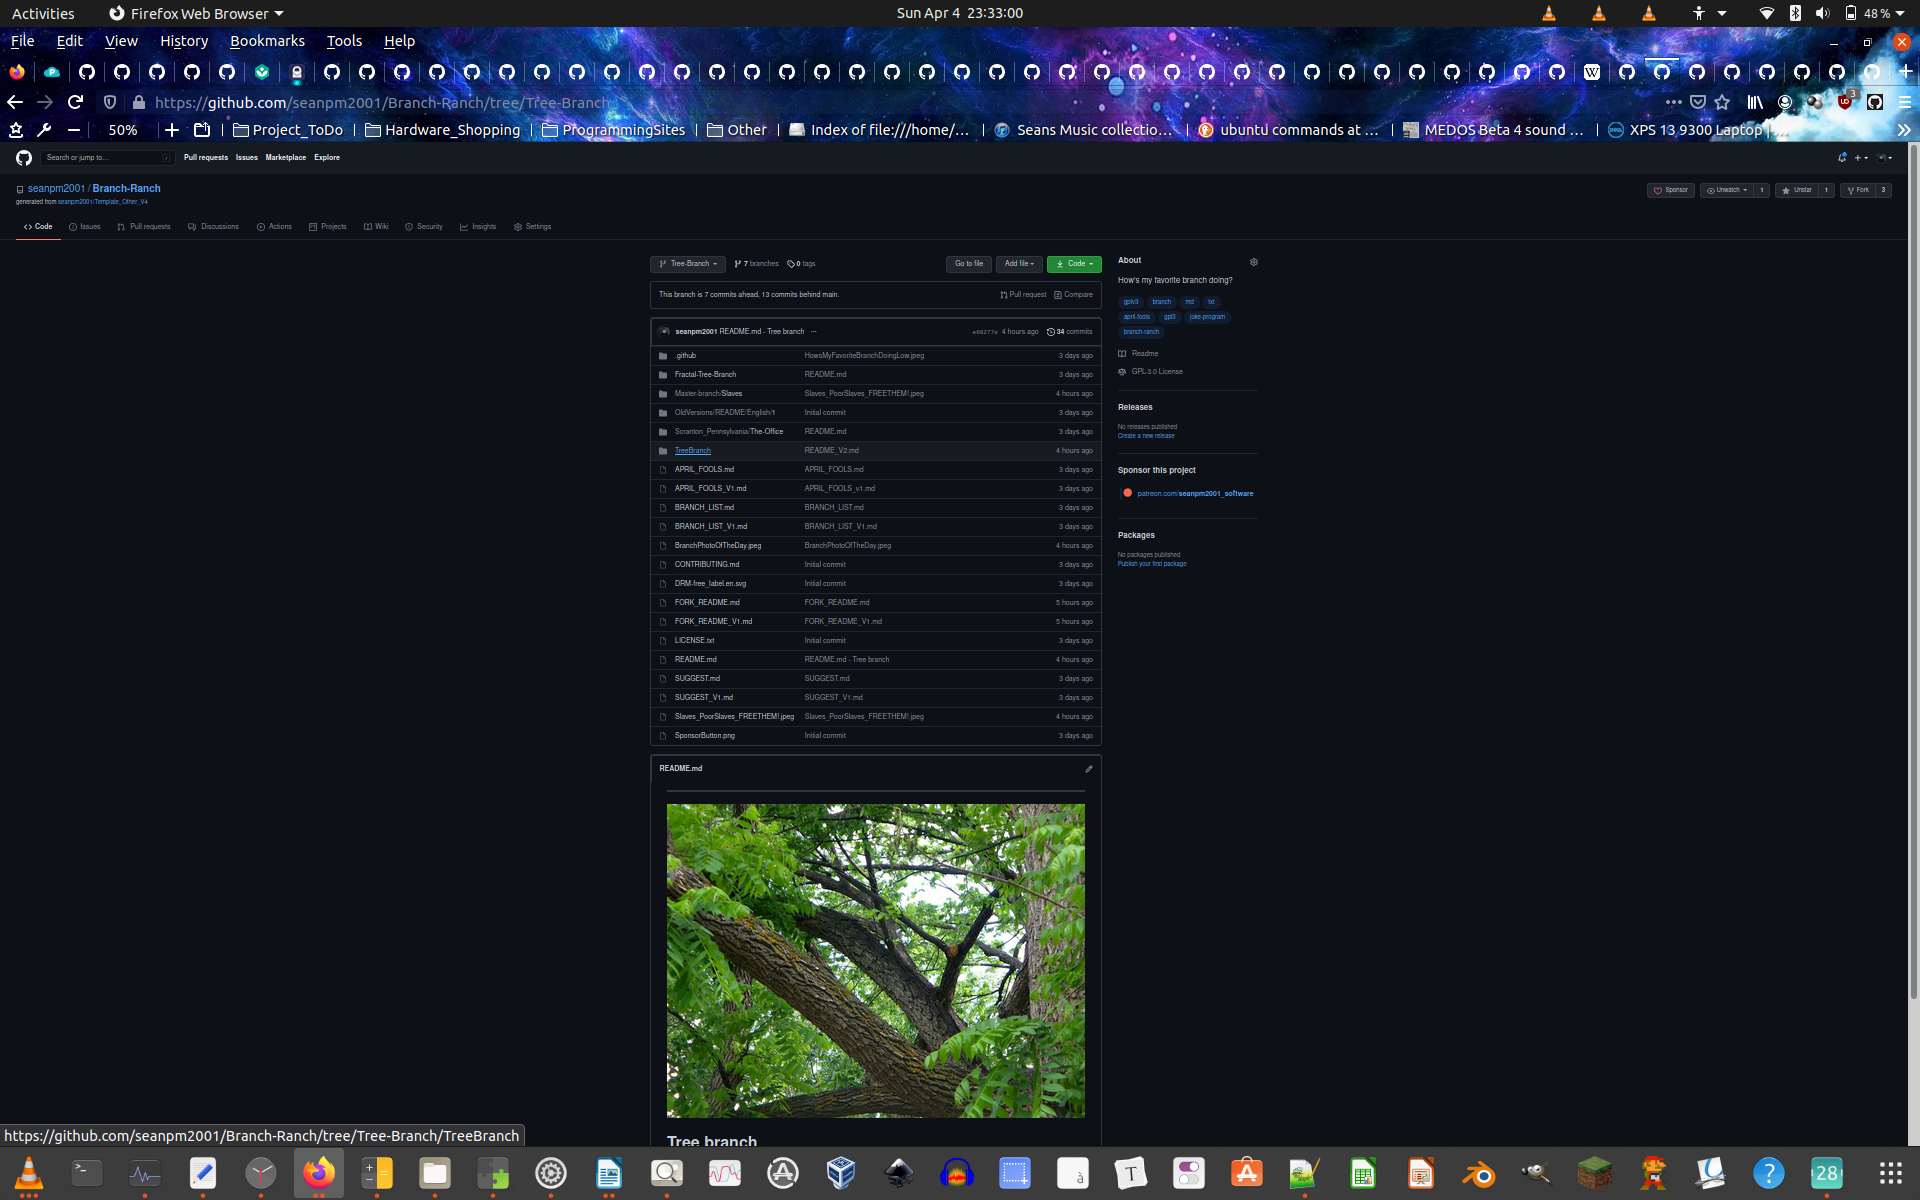 Activities
Firefox Web Browser
Sun Apr 4 23:33:00
48 %
File Edit View History Bookmarks Tools Help
https://github.com/seanpm2001/Branch-Ranch/tree/Tree-Branch
3
50%
Project_ToDo
Hardware_Shopping
ProgrammingSites
Other
Index of file:///home/...
Seans Music collectio...
ubuntu commands at ...
MEDOS Beta 4 sound ...
XPS 13 9300 Laptop
Search or jump to...
/
Pull requests Issues Marketplace Explore
seanpm2001 / Branch-Ranch
generated from seanpm2001/Template_Other_V4
Sponsor
Unwatch 1
Unstar 1
Fork 3
Code Issues Pull requests Discussions Actions Projects Wiki Security Insights Settings
Tree-Branch
7 branches
0 tags
Go to file
Add file
Code
This branch is 7 commits ahead, 13 commits behind main.
Pull request
Compare
seanpm2001 README.md - Tree branch ...
4 hours ago
34 commits
.github HowsMyFavoriteBranchDoingLow.jpeg 3 days ago
Fractal-Tree-Branch README.md 3 days ago
Master-branch/Slaves Slaves_PoorSlaves_FREETHEM!.jpeg 4 hours ago
OldVersions/README/English/1 Initial commit 3 days ago
Scranton_Pennsylvania/The-Office README.md 3 days ago
TreeBranch README_V2.md 4 hours ago
APRIL_FOOLS.md APRIL_FOOLS.md 3 days ago
APRIL_FOOLS_V1.md APRIL_FOOLS_v1.md 3 days ago
BRANCH_LIST.md BRANCH_LIST.md 3 days ago
BRANCH_LIST_V1.md BRANCH_LIST_V1.md 3 days ago
BranchPhotoOfTheDay.jpeg BranchPhotoOfTheDay.jpeg 4 hours ago
CONTRIBUTING.md Initial commit 3 days ago
DRM-free_label.en.svg Initial commit 3 days ago
FORK_README.md FORK_README.md 5 hours ago
FORK_README_V1.md FORK_README_V1.md 5 hours ago
LICENSE.txt Initial commit 3 days ago
README.md README.md - Tree branch 4 hours ago
SUGGEST.md SUGGEST.md 3 days ago
SUGGEST_V1.md SUGGEST_V1.md 3 days ago
Slaves_PoorSlaves_FREETHEM!.jpeg Slaves_PoorSlaves_FREETHEM!.jpeg 4 hours ago
SponsorButton.png Initial commit 3 days ago
README.md
Tree branch
About
How's my favorite branch doing?
gplv3 branch md txt
april-fools gpl3 joke-program
branch-ranch
Readme
GPL-3.0 License
Releases
No releases published
Create a new release
Sponsor this project
patreon.com/seanpm2001_software
Packages
No packages published
Publish your first package
https://github.com/seanpm2001/Branch-Ranch/tree/Tree-Branch/TreeBranch
28